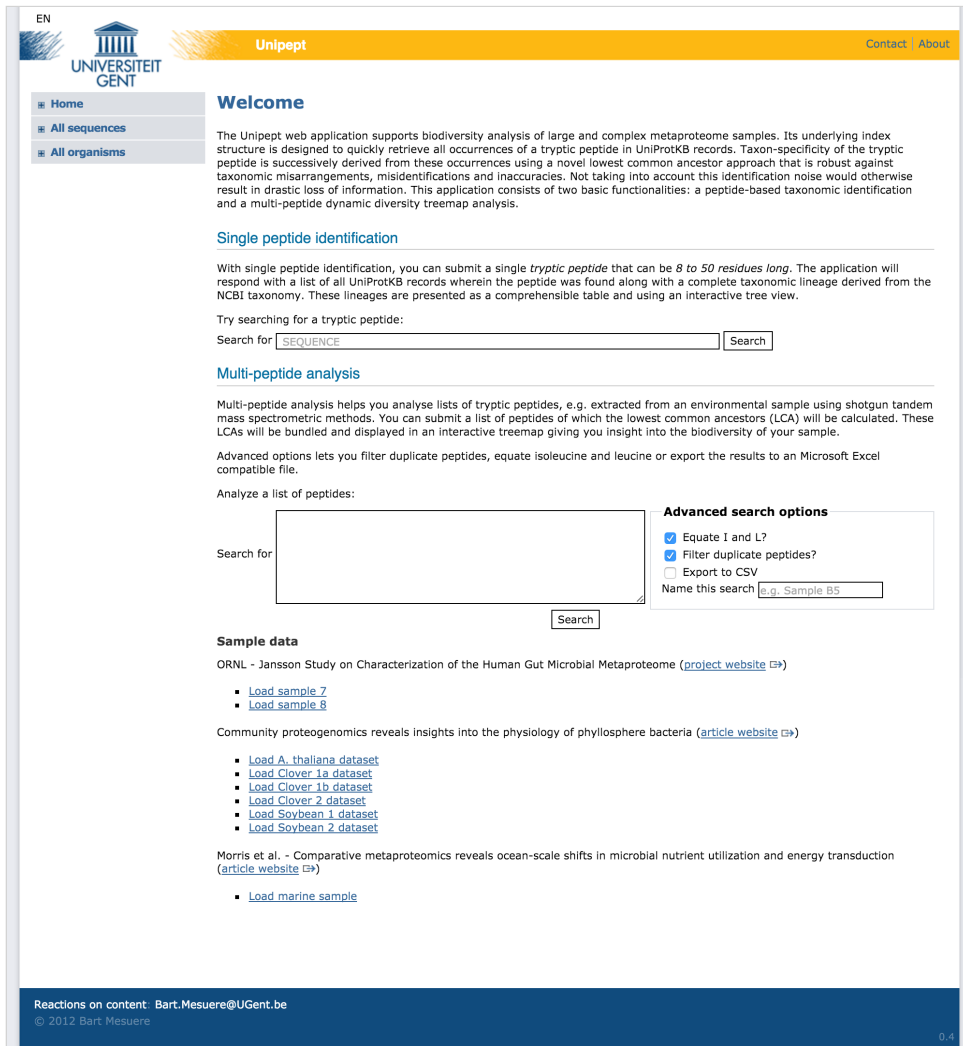 EN
UNIVERSITEIT
GENT
Unipept
Contact | About
Home
All sequences
All organisms
Welcome
The Unipept web application supports biodiversity analysis of large and complex metaproteome samples. Its underlying index
structure is designed to quickly retrieve all occurrences of a tryptic peptide in UniProtKB records. Taxon-specificity of the tryptic
peptide is successively derived from these occurrences using a novel lowest common ancestor approach that is robust against
taxonomic misarrangements, misidentifications and inaccuracies. Not taking into account this identification noise would otherwise
result in drastic loss of information. This application consists of two basic functionalities: a peptide-based taxonomic identification
and a multi-peptide dynamic diversity treemap analysis.
Single peptide identification
With single peptide identification, you can submit a single tryptic peptide that can be 8 to 50 residues long. The application will
respond with a list of all UniProtKB records wherein the peptide was found along with a complete taxonomic lineage derived from the
NCBI taxonomy. These lineages are presented as a comprehensible table and using an interactive tree view.
Try searching for a tryptic peptide:
Search for SEQUENCE Search
Multi-peptide analysis
Multi-peptide analysis helps you analyse lists of tryptic peptides, e.g. extracted from an environmental sample using shotgun tandem
mass spectrometric methods. You can submit a list of peptides of which the lowest common ancestors (LCA) will be calculated. These
LCAs will be bundled and displayed in an interactive treemap giving you insight into the biodiversity of your sample.
Advanced options lets you filter duplicate peptides, equate isoleucine and leucine or export the results to an Microsoft Excel
compatible file.
Analyze a list of peptides:
Search for
Advanced search options
Equate I and L?
Filter duplicate peptides?
Export to CSV
Name this search e.g. Sample B5
Search
Sample data
ORNL - Jansson Study on Characterization of the Human Gut Microbial Metaproteome (project website)
Load sample 7
Load sample 8
Community proteogenomics reveals insights into the physiology of phyllosphere bacteria (article website)
Load A. thaliana dataset
Load Clover 1a dataset
Load Clover 1b dataset
Load Clover 2 dataset
Load Soybean 1 dataset
Load Soybean 2 dataset
Morris et al. - Comparative metaproteomics reveals ocean-scale shifts in microbial nutrient utilization and energy transduction
(article website)
Load marine sample
Reactions on content: Bart.Mesuere@UGent.be
© 2012 Bart Mesuere
0.4